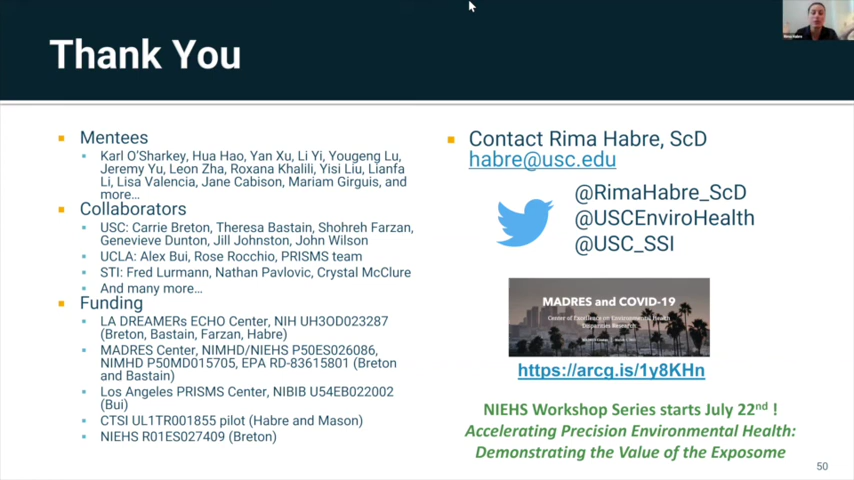 Thank You
Mentees
Karl O'Sharkey, Hua Hao, Yan Xu, Li Yi, Yougeng Lu,
Jeremy Yu, Leon Zha, Roxana Khalili, Yisi Liu, Lianfa
Li, Lisa Valencia, Jane Cabison, Mariam Girguis, and
more…
Collaborators
USC: Carrie Breton, Theresa Bastain, Shohreh Farzan,
Genevieve Dunton, Jill Johnston, John Wilson
UCLA: Alex Bui, Rose Rocchio, PRISMS team
STI: Fred Lurmann, Nathan Pavlovic, Crystal McClure
And many more…
Funding
LA DREAMERs ECHO Center, NIH UH3OD023287
(Breton, Bastain, Farzan, Habre)
MADRES Center, NIMHD/NIEHS P50ES026086,
NIMHD P50MD015705, EPA RD-83615801 (Breton
and Bastain)
Los Angeles PRISMS Center, NIBIB U54EB022002
(Bui)
CTSI UL1TR001855 pilot (Habre and Mason)
NIEHS R01ES027409 (Breton)
Contact Rima Habre, ScD
habre@usc.edu
@RimaHabre_ScD
@USCEnviroHealth
@USC_SSI
MADRES and COVID-19
Center of Excellence on Environmental Health
Disparities Research
https://arcg.is/1y8KHn
NIEHS Workshop Series starts July 22nd !
Accelerating Precision Environmental Health:
Demonstrating the Value of the Exposome
50